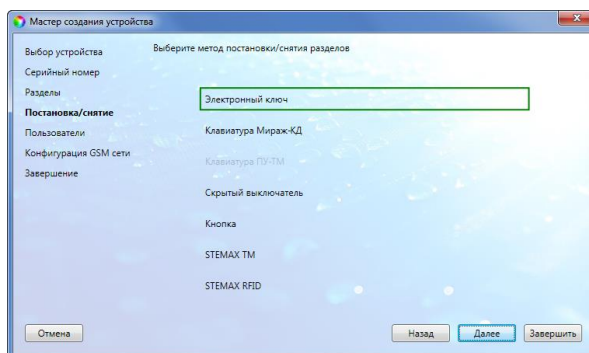 Мастер создания устройства
Выбор устройства
Серийный номер
Разделы
Постановка/снятие
Пользователи
Конфигурация GSM сети
Завершение
Выберите метод постановки/снятия разделов
Электронный ключ
Клавиатура Мираж-КД
Клавиатура ПУ-ТМ
Скрытый выключатель
Кнопка
STEMAX TM
STEMAX RFID
Отмена
Назад
Далее
Завершить